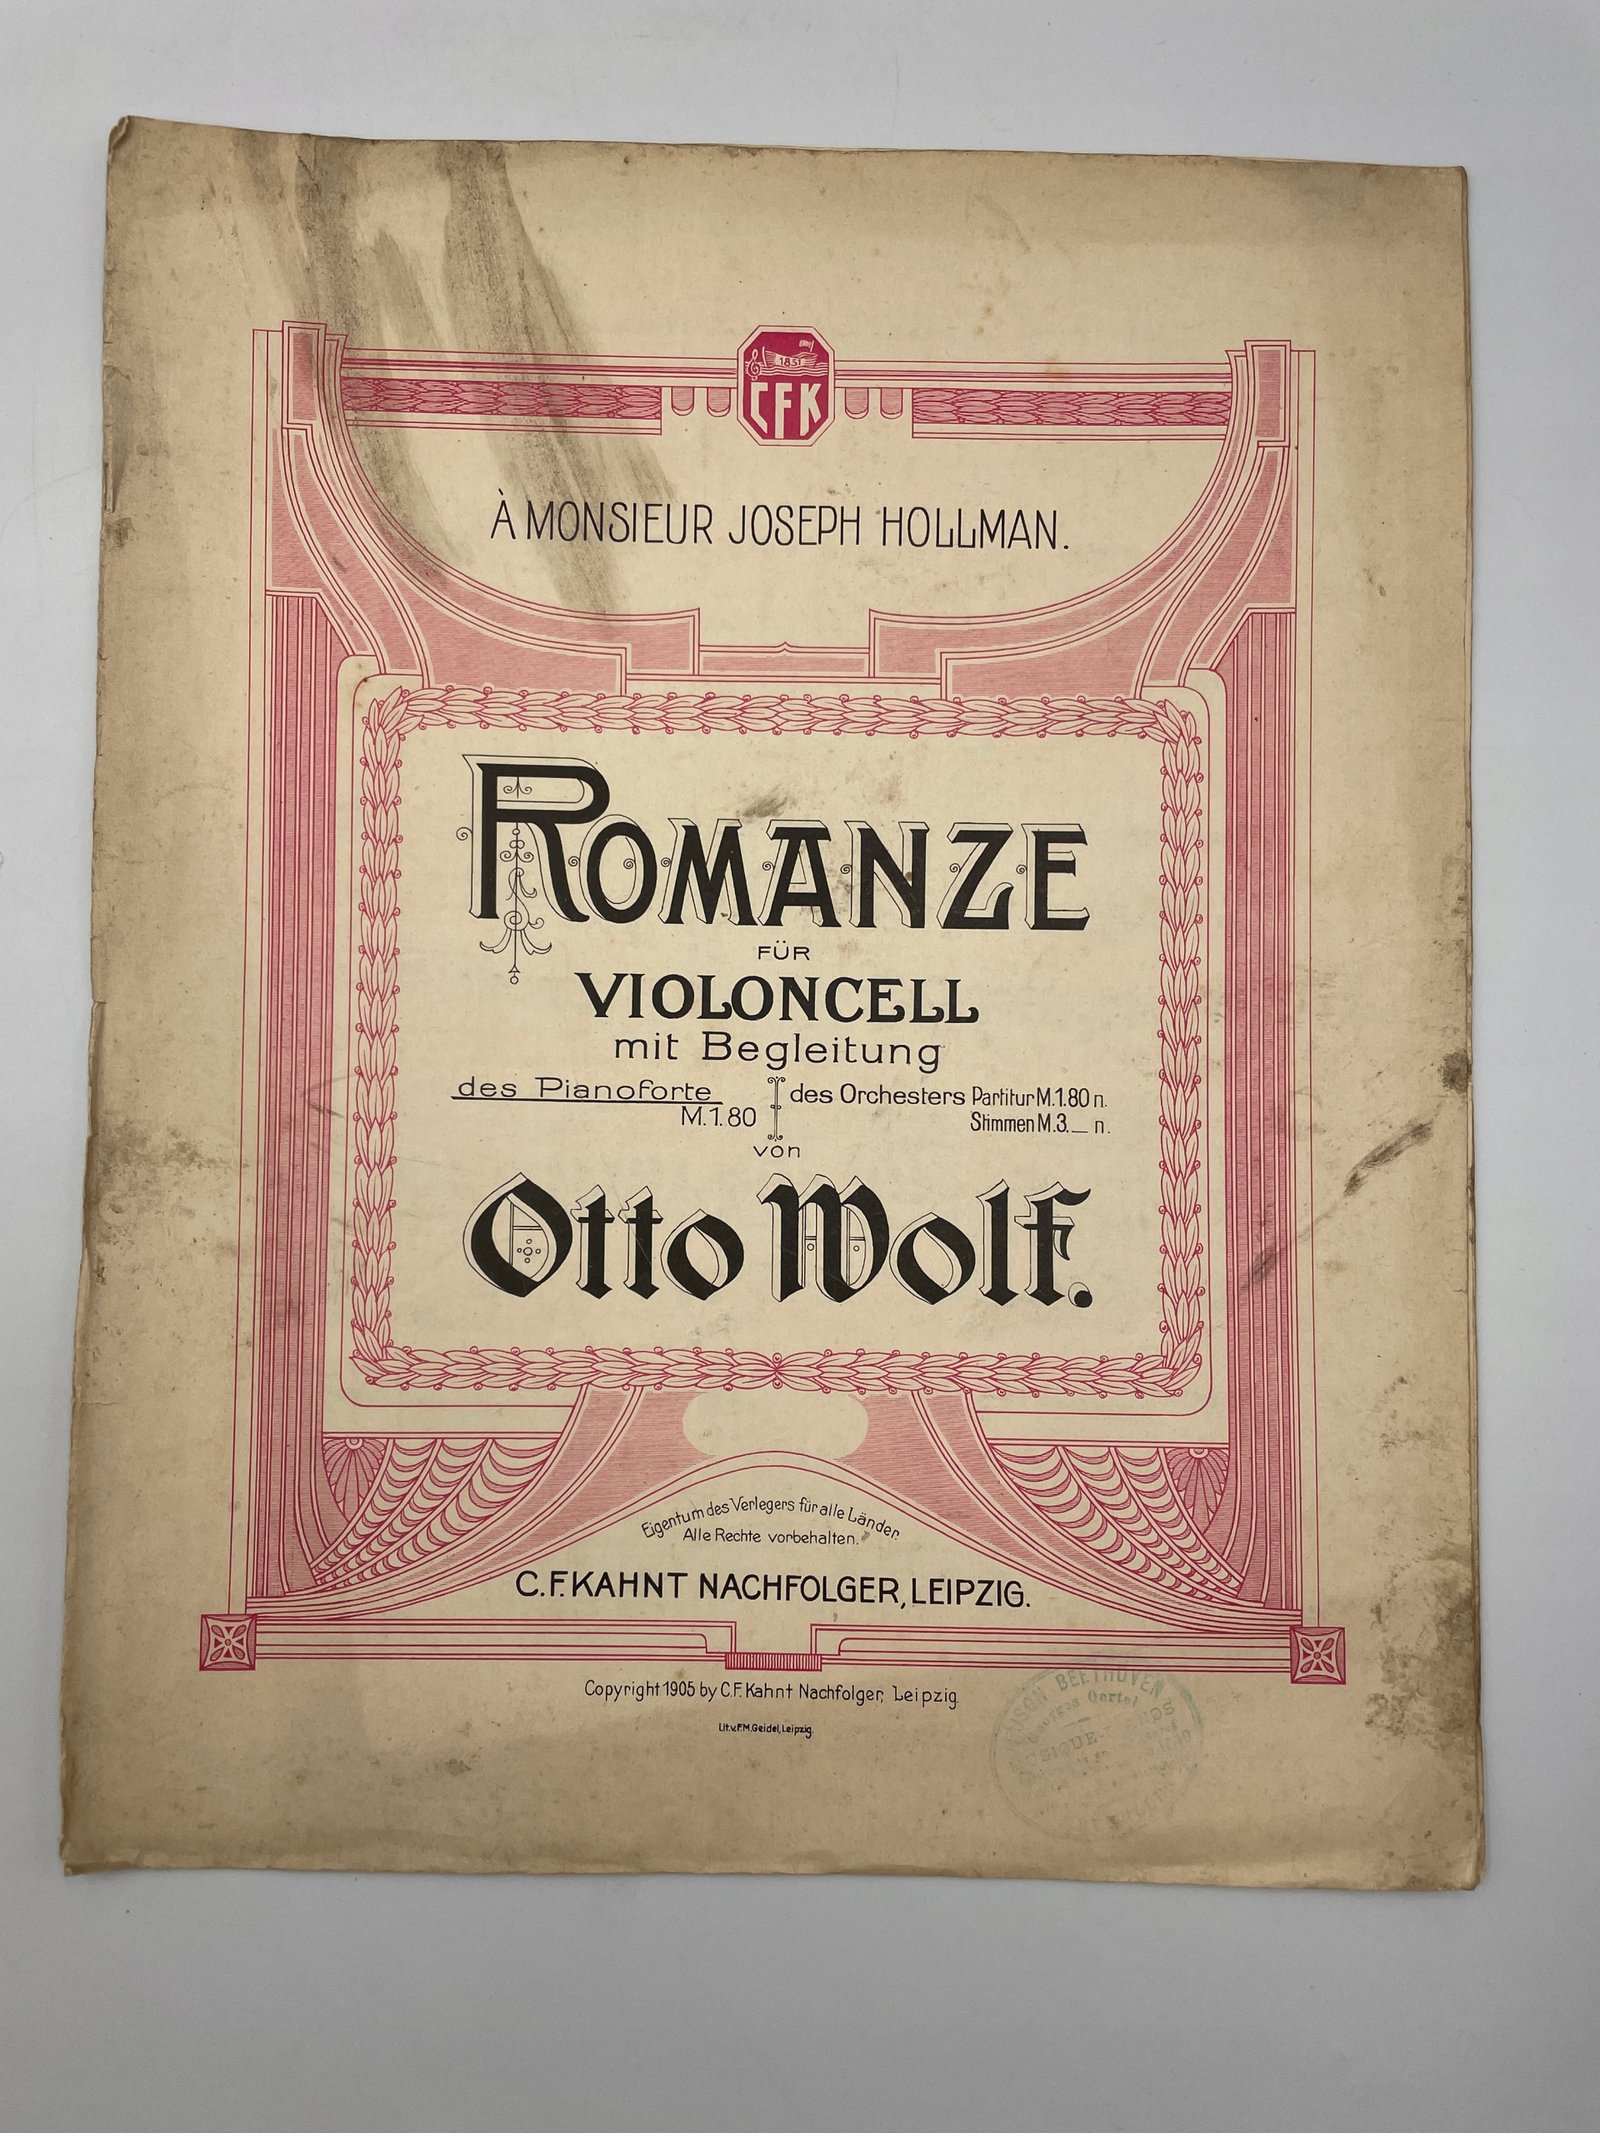 1851
CFK
À MONSIEUR JOSEPH HOLLMAN.
ROMANZE
FÜR
VIOLONCELL
mit Begleitung
des Pianoforte
M.1.80
des Orchesters Partitur M.1.80 n.
Stimmen M.3._ n.
von
Otto Wolf.
Eigentum des Verlegers für alle Länder.
Alle Rechte vorbehalten.
C.F. KAHNT NACHFOLGER, LEIPZIG.
Copyright 1905 by C.F. Kahnt Nachfolger, Leipzig.
Lit.v.F.M.Geidel, Leipzig.
BEETHOVEN
Oertel